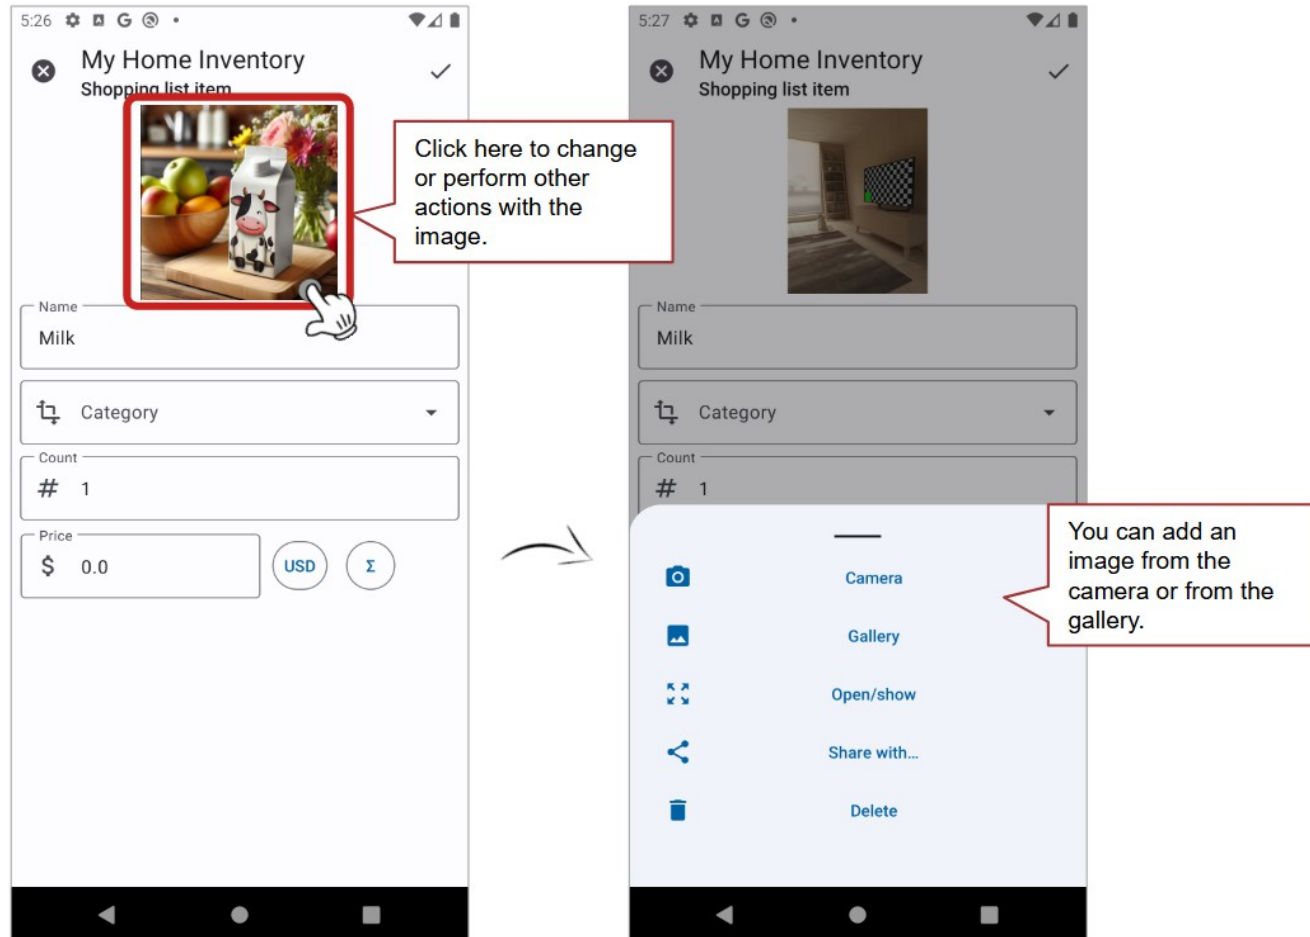 5:26
My Home Inventory
Shopping list item
Click here to change
or perform other
actions with the
image.
Name
Milk
Category
Count
# 1
Price
$ 0.0
USD
Σ
5:27
My Home Inventory
Shopping list item
Name
Milk
Category
Count
# 1
Camera
Gallery
Open/show
Share with...
Delete
You can add an
image from the
camera or from the
gallery.